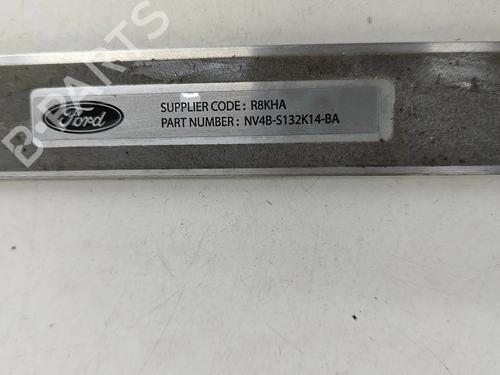 B-PARTS
Ford
SUPPLIER CODE : R8KHA
PART NUMBER : NV4B-S132K14-BA